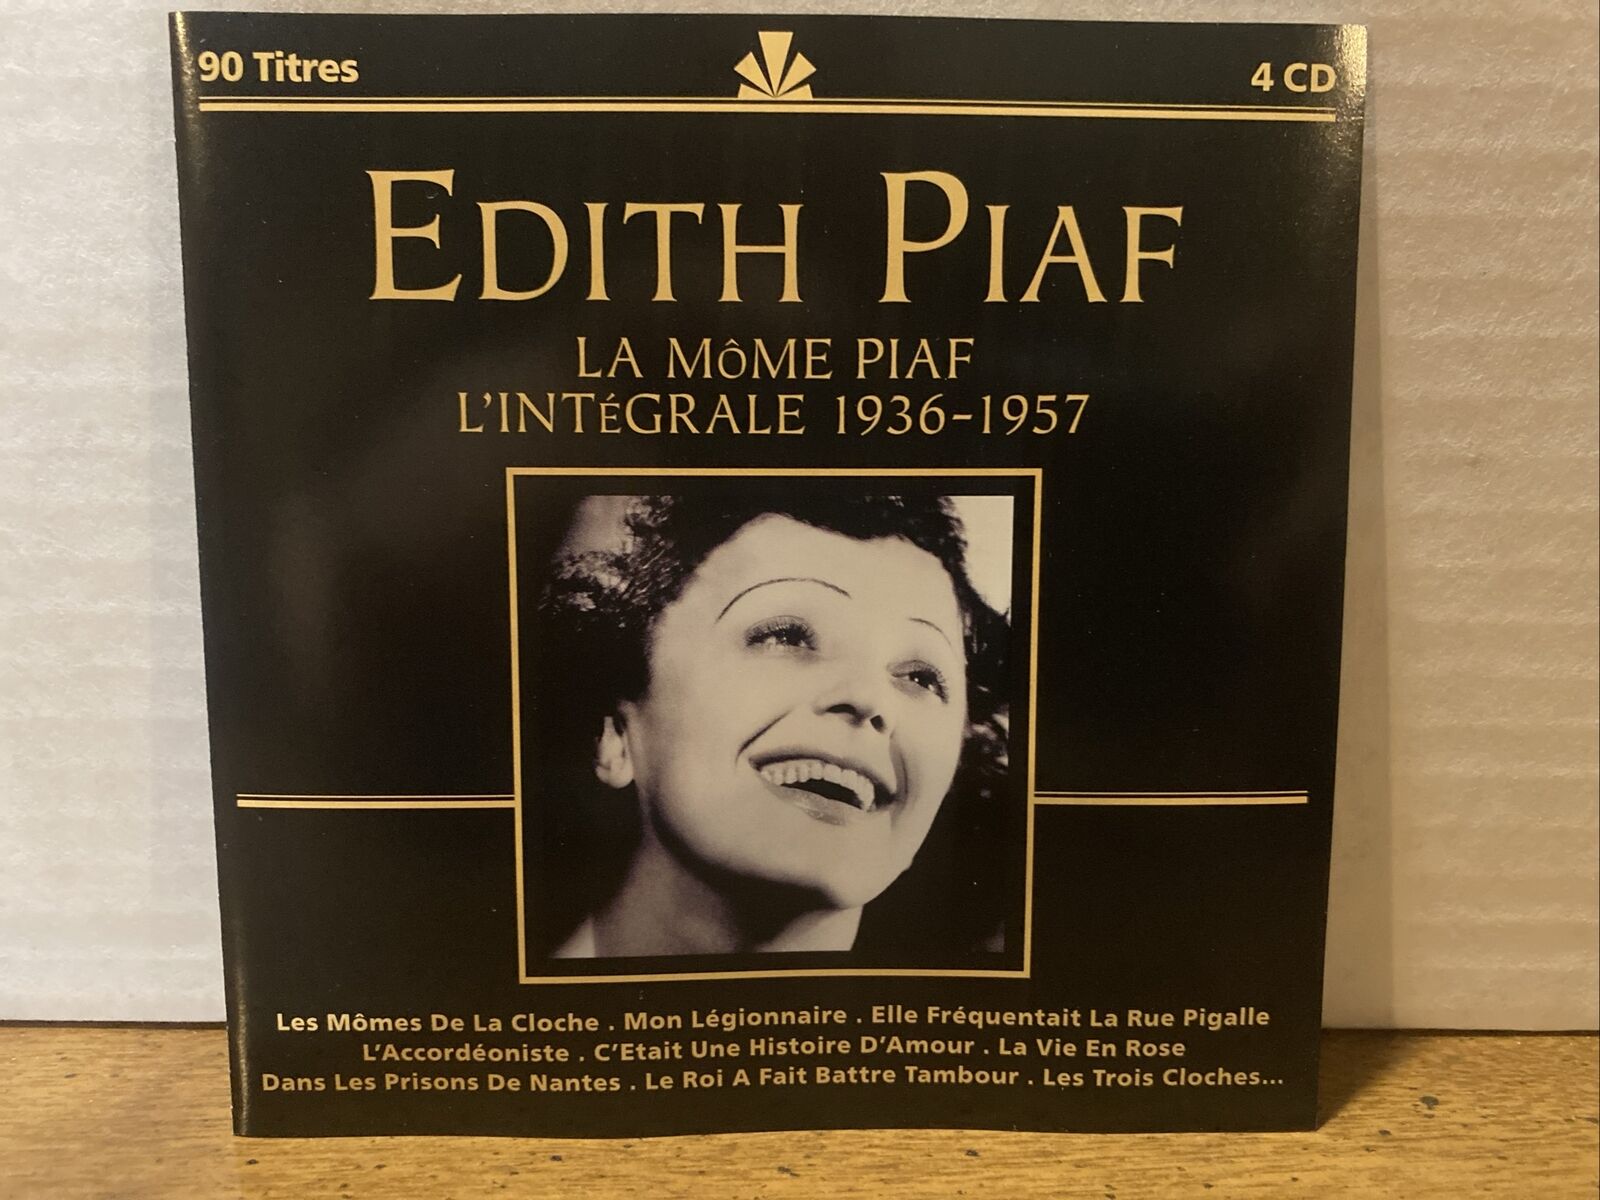 90 Titres
4 CD
EDITH PIAF
LA MôME PIAF
L'INTéGRALE 1936-1957
Les Mômes De La Cloche . Mon Légionnaire . Elle Fréquentait La Rue Pigalle
L'Accordéoniste . C'Etait Une Histoire D'Amour . La Vie En Rose
Dans Les Prisons De Nantes . Le Roi A Fait Battre Tambour . Les Trois Cloches...